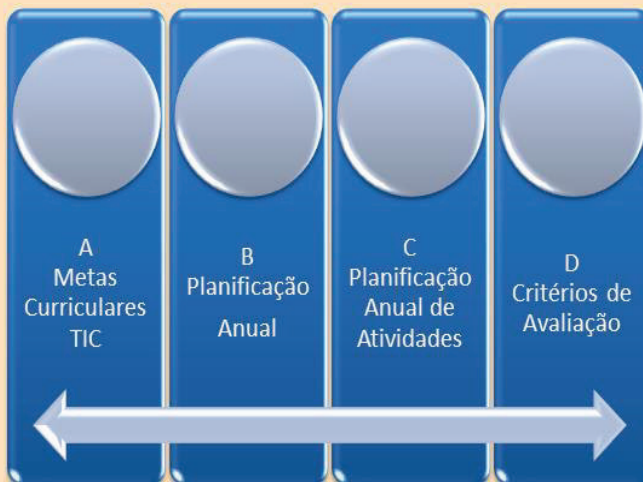 A
Metas
Curriculares
TIC
B
Planificação
Anual
C
Planificação
Anual de
Atividades
D
Critérios de
Avaliação